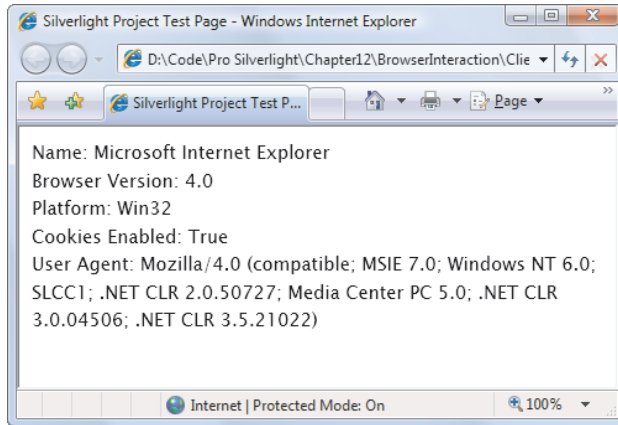 Silverlight Project Test Page - Windows Internet Explorer
D:\Code\Pro Silverlight\Chapter12\BrowserInteraction\Clie
Silverlight Project Test P... Page
Name: Microsoft Internet Explorer
Browser Version: 4.0
Platform: Win32
Cookies Enabled: True
User Agent: Mozilla/4.0 (compatible; MSIE 7.0; Windows NT 6.0;
SLCC1; .NET CLR 2.0.50727; Media Center PC 5.0; .NET CLR
3.0.04506; .NET CLR 3.5.21022)
Internet | Protected Mode: On 100%